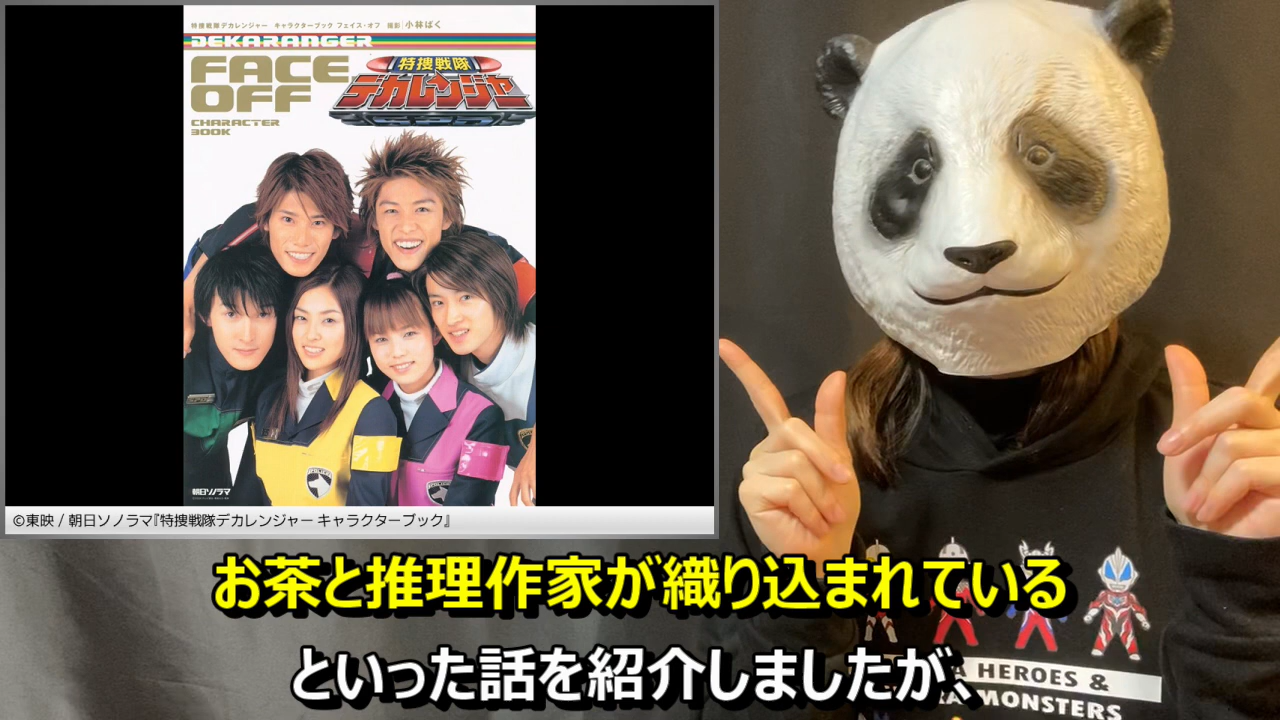 特捜戦隊デカレンジャー キャラクターブック フェイス・オフ 撮影|小林ばく
DEKARANGER
FACE
OFF
CHARACTER
BOOK
特捜戦隊
デカレンジャー
POLICE
朝日ソノラマ
©東映 / 朝日ソノラマ『特捜戦隊デカレンジャー キャラクターブック』
お茶と推理作家が織り込まれている
といった話を紹介しましたが、
A HEROES &
RA MONSTERS